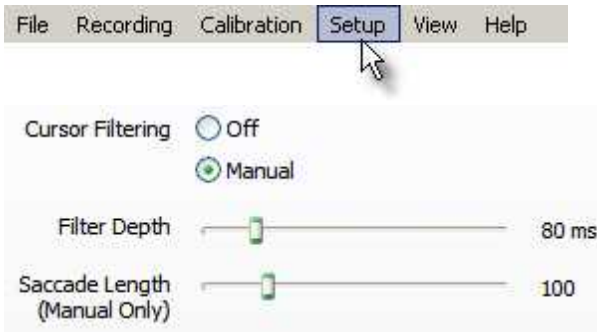 File Recording Calibration Setup View Help
Cursor Filtering Off
Manual
Filter Depth 80 ms
Saccade Length 100
(Manual Only)